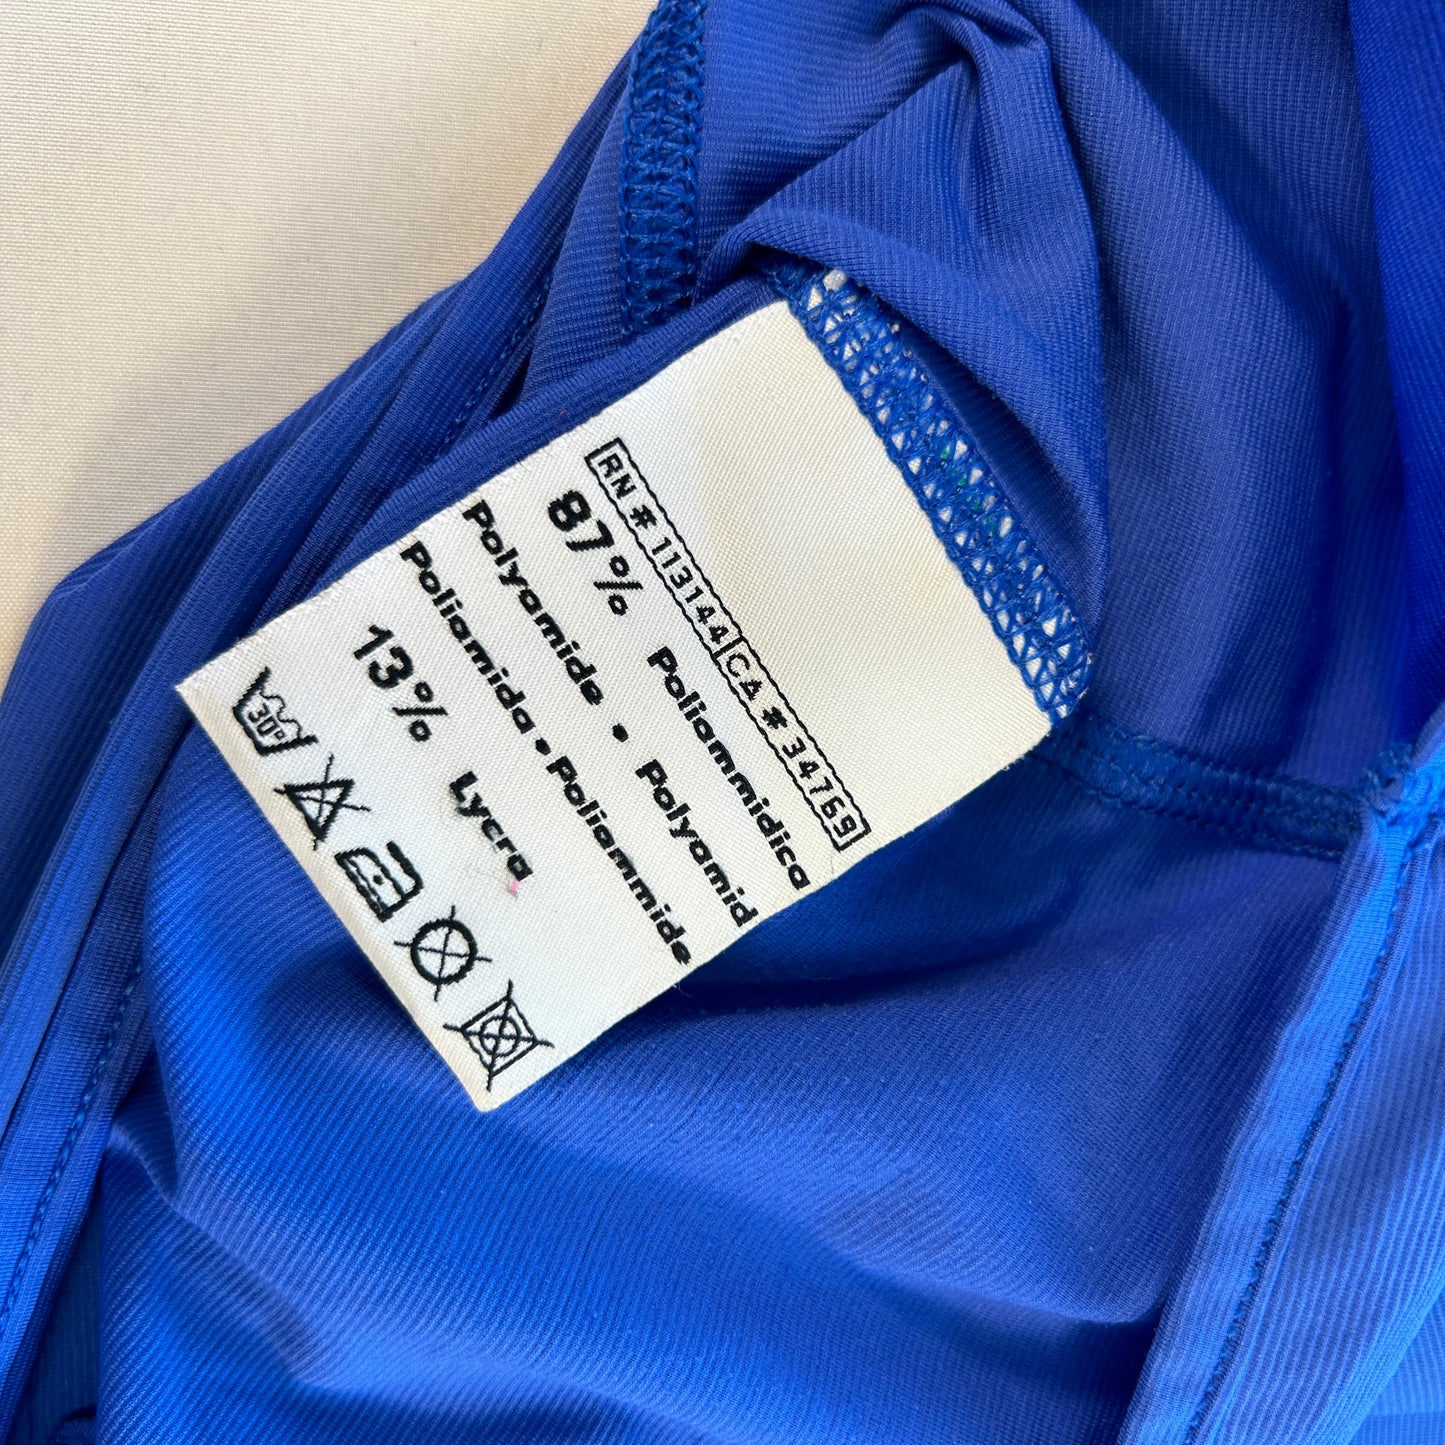 RN # 113144 CA # 34769
87% Poliammidica
Polyamide • Polyamid
Poliamida • Poliammide
13% Lycra
30°